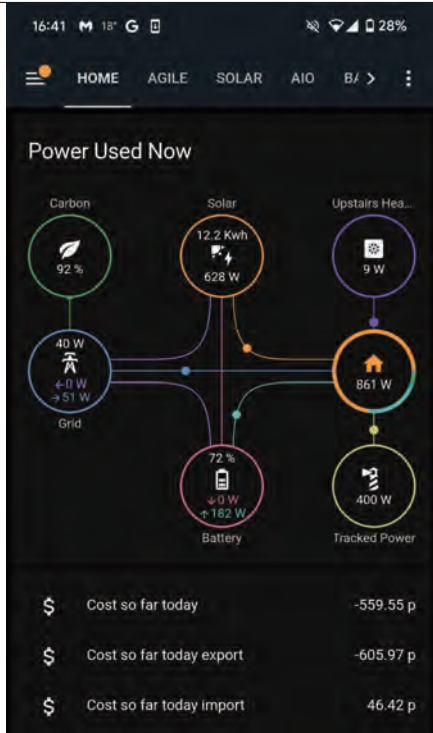 16:41 M 18° G 28%
HOME AGILE SOLAR AIO BA
Power Used Now
Carbon Solar Upstairs Hea...
12.2 Kwh
92 % 628 W 9 W
40 W
←0 W
→51 W
861 W
Grid
72 %
↓0 W
↑182 W
400 W
Battery Tracked Power
$ Cost so far today -559.55 p
$ Cost so far today export -605.97 p
$ Cost so far today import 46.42 p